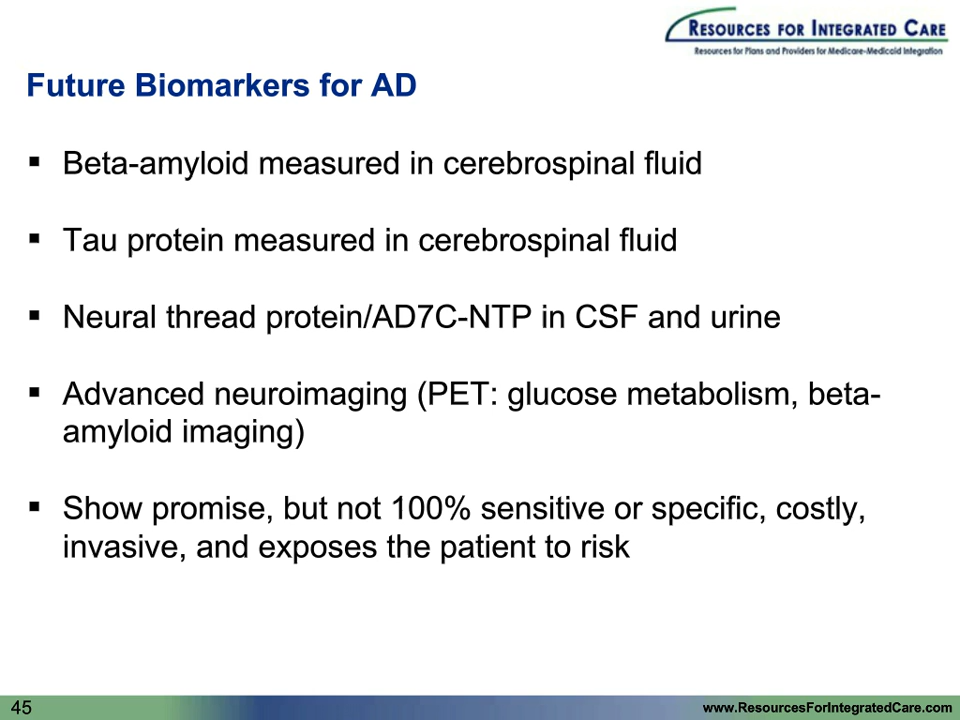 RESOURCES FOR INTEGRATED CARE
Resources for Plans and Providers for Medicare-Medicaid Integration
Future Biomarkers for AD
▪ Beta-amyloid measured in cerebrospinal fluid
▪ Tau protein measured in cerebrospinal fluid
▪ Neural thread protein/AD7C-NTP in CSF and urine
▪ Advanced neuroimaging (PET: glucose metabolism, beta-
amyloid imaging)
▪ Show promise, but not 100% sensitive or specific, costly,
invasive, and exposes the patient to risk
45
www.ResourcesForIntegratedCare.com